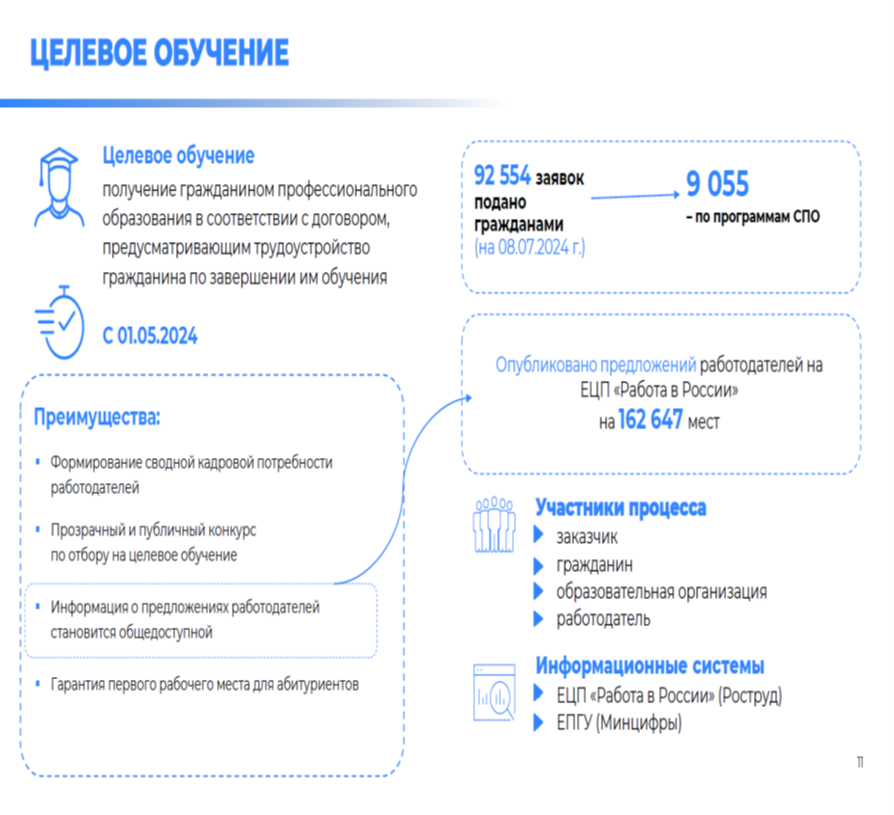 ЦЕЛЕВОЕ ОБУЧЕНИЕ
Целевое обучение
получение гражданином профессионального
образования в соответствии с договором,
предусматривающим трудоустройство
гражданина по завершении им обучения
С 01.05.2024
Преимущества:
Формирование сводной кадровой потребности
работодателей
Прозрачный и публичный конкурс
по отбору на целевое обучение
Информация о предложениях работодателей
становится общедоступной
Гарантия первого рабочего места для абитуриентов
92 554 заявок
подано
гражданами
(на 08.07.2024 г.)
9 055
– по программам СПО
Опубликовано предложений работодателей на
ЕЦП «Работа в России»
на 162 647 мест
Участники процесса
заказчик
гражданин
образовательная организация
работодатель
Информационные системы
ЕЦП «Работа в России» (Роструд)
ЕПГУ (Минцифры)
11